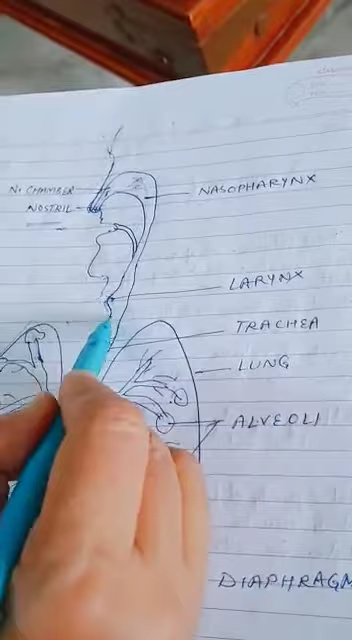 NASOPHARYNX
N. CHAMBER
NOSTRIL
LARYNX
TRACHEA
LUNG
ALVEOLI
DIAPHRAGM